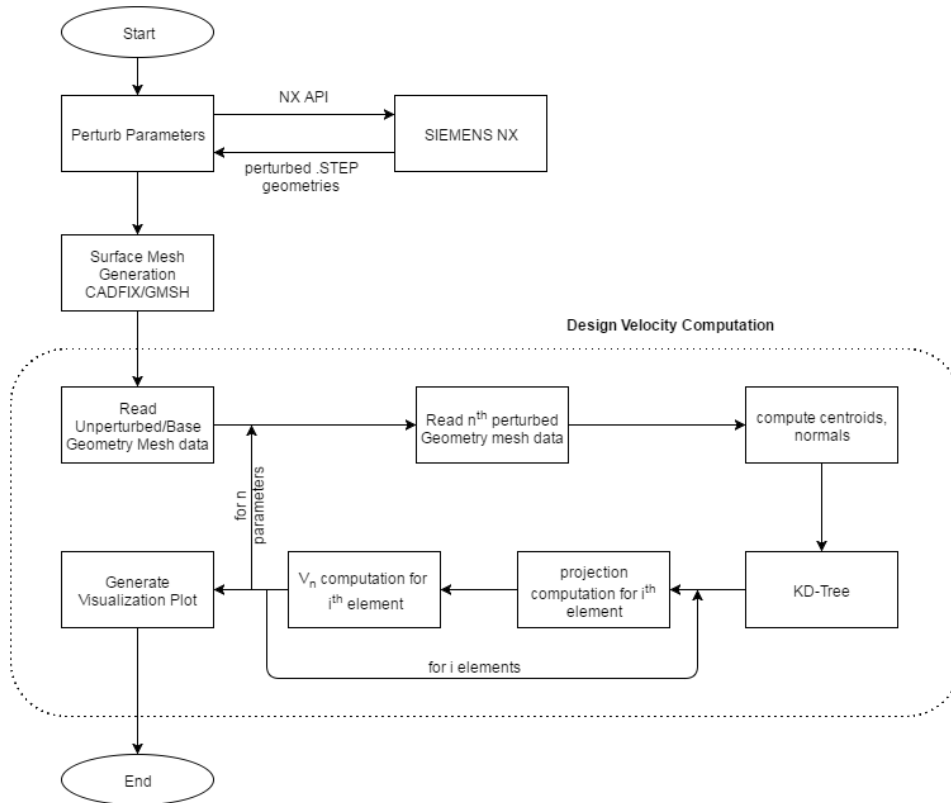 Start
NX API
Perturb Parameters
SIEMENS NX
perturbed .STEP
geometries
Surface Mesh
Generation
CADFIX/GMSH
Design Velocity Computation
Read
Unperturbed/Base
Geometry Mesh data
Read nth perturbed
Geometry mesh data
compute centroids,
normals
for n
parameters
Generate
Visualization Plot
Vn computation for
ith element
projection
computation for ith
element
KD-Tree
for i elements
End